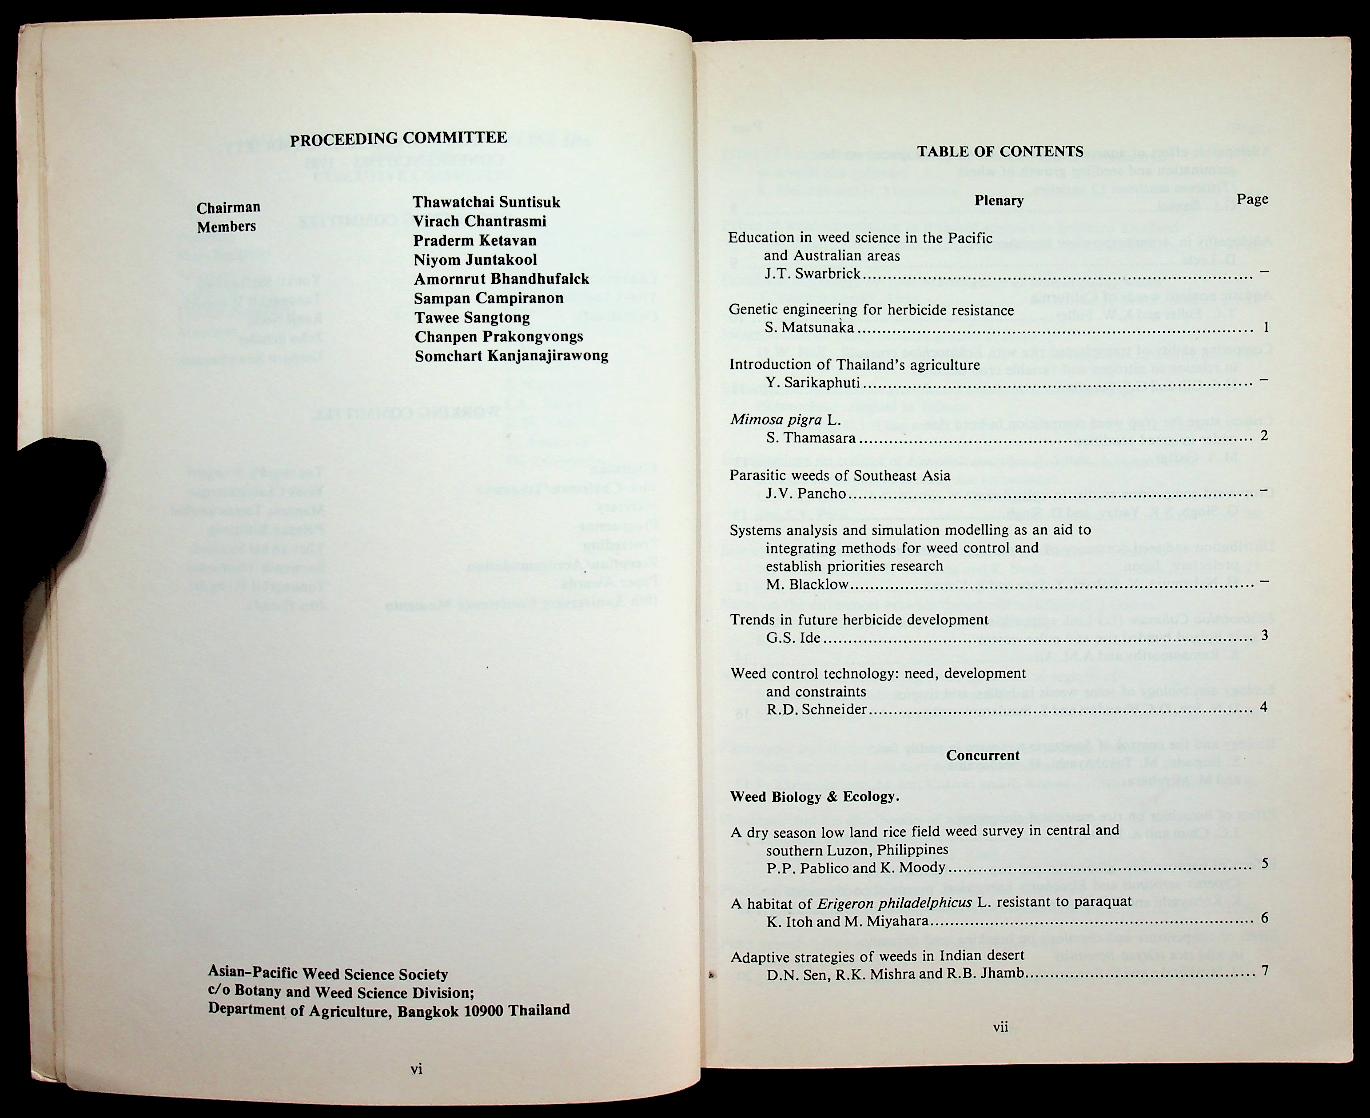 PROCEEDING COMMITTEE
Chairman
Members
Thawatchai Suntisuk
Virach Chantrasmi
Praderm Ketavan
Niyom Juntakool
Amornrut Bhandhufalck
Sampan Campiranon
Tawee Sangtong
Chanpen Prakongvongs
Somchart Kanjanajirawong
Asian-Pacific Weed Science Society
c/o Botany and Weed Science Division;
Department of Agriculture, Bangkok 10900 Thailand
vi
TABLE OF CONTENTS
Plenary Page
Education in weed science in the Pacific
and Australian areas
J.T. Swarbrick........ –
Genetic engineering for herbicide resistance
S. Matsunaka........ 1
Introduction of Thailand's agriculture
Y. Sarikaphuti........ –
Mimosa pigra L.
S. Thamasara........ 2
Parasitic weeds of Southeast Asia
J.V. Pancho........ –
Systems analysis and simulation modelling as an aid to
integrating methods for weed control and
establish priorities research
M. Blacklow........ –
Trends in future herbicide development
G.S. Ide........ 3
Weed control technology: need, development
and constraints
R.D. Schneider........ 4
Concurrent
Weed Biology & Ecology.
A dry season low land rice field weed survey in central and
southern Luzon, Philippines
P.P. Pablico and K. Moody........ 5
A habitat of Erigeron philadelphicus L. resistant to paraquat
K. Itoh and M. Miyahara........ 6
Adaptive strategies of weeds in Indian desert
D.N. Sen, R.K. Mishra and R.B. Jhamb........ 7
vii